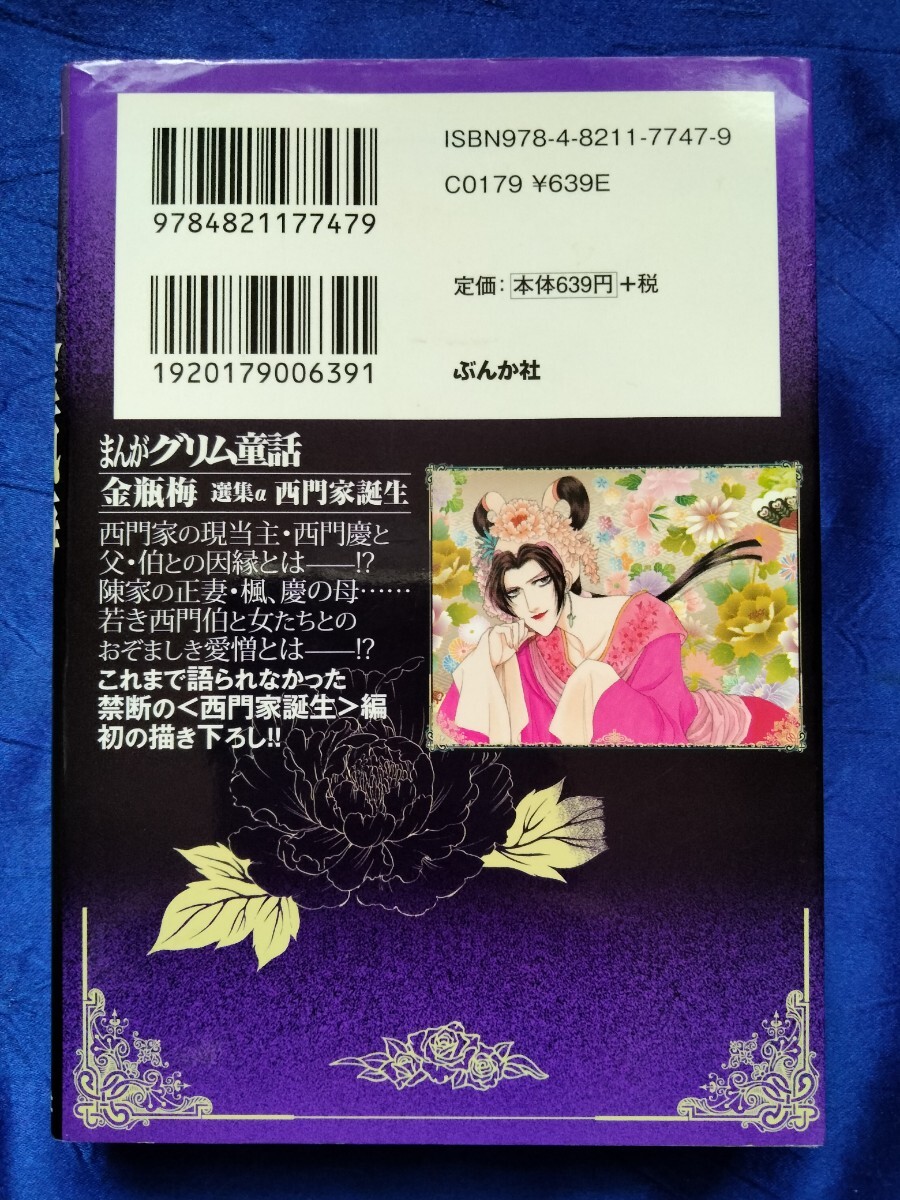 ISBN978-4-8211-7747-9
C0179 ¥639E
9784821177479
定価：本体639円+税
1920179006391
ぶんか社
まんがグリム童話
金瓶梅 選集α 西門家誕生
西門家の現当主・西門慶と
父・伯との因縁とは――!?
陳家の正妻・楓、慶の母……
若き西門伯と女たちとの
おぞましき愛憎とは――!?
これまで語られなかった
禁断の<西門家誕生>編
初の描き下ろし!!